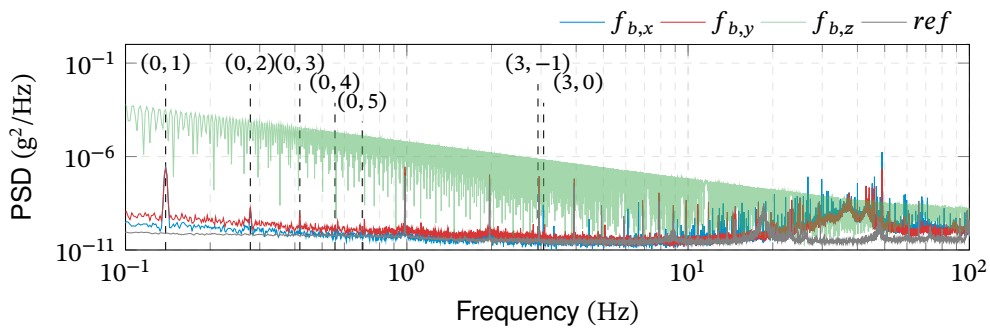 f_{b,x} f_{b,y} f_{b,z} ref
10^{−1}
(0, 1) (0, 2) (0, 3) (3, −1)
(0, 4) (3, 0)
(0, 5)
10^{−6}
10^{−11}
PSD (g^2/Hz)
10^{−1} 10^0 10^1 10^2
Frequency (Hz)